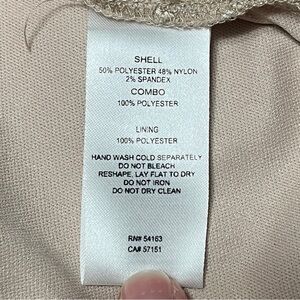 SHELL
50% POLYESTER 48% NYLON
2% SPANDEX
COMBO
100% POLYESTER
LINING
100% POLYESTER
HAND WASH COLD SEPARATELY
DO NOT BLEACH
RESHAPE, LAY FLAT TO DRY
DO NOT IRON
DO NOT DRY CLEAN
RN# 54163
CA# 57151